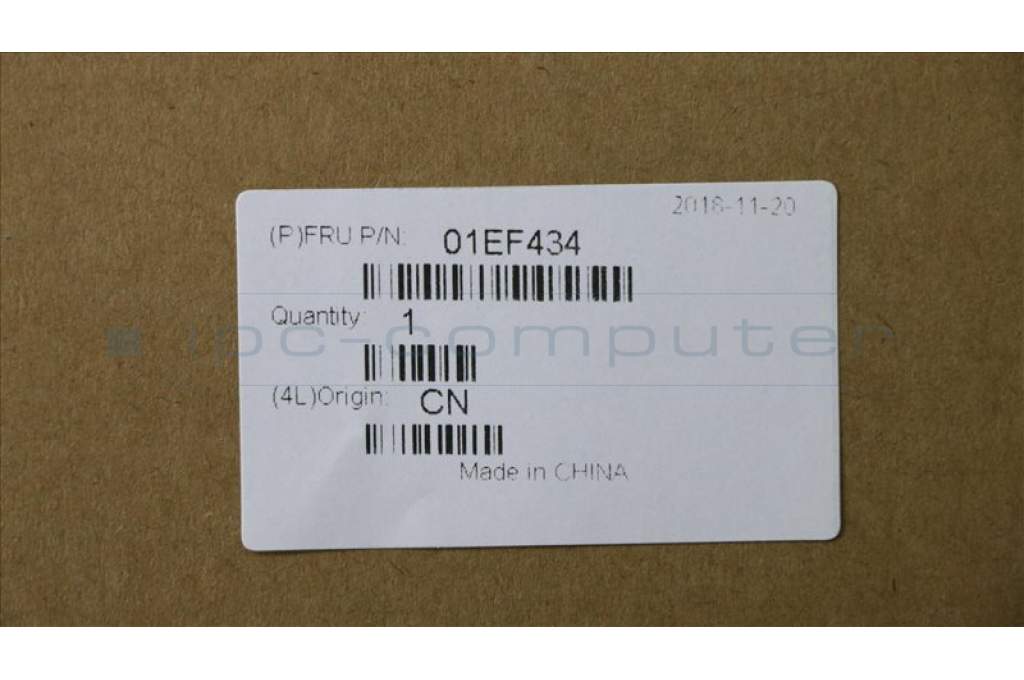 2018-11-20
(P)FRU P/N: 01EF434
Quantity: 1
ipc-computer
(4L)Origin: CN
Made in CHINA